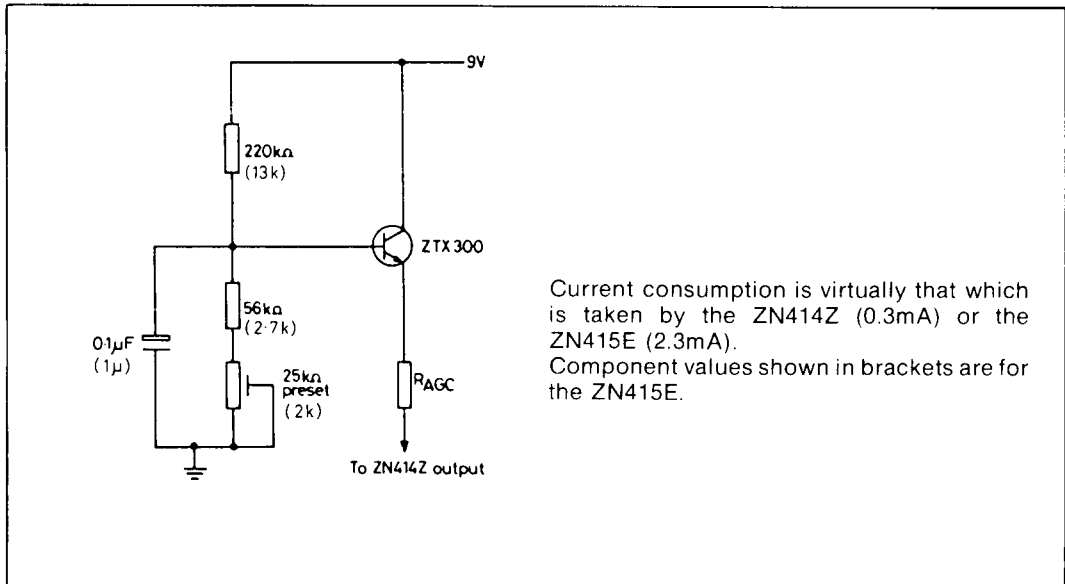 9V
220kΩ
(13k)
ZTX 300
56kΩ
(2·7k)
0·1µF
(1µ)
25kΩ
preset
(2k)
RAGC
To ZN414Z output
Current consumption is virtually that which
is taken by the ZN414Z (0.3mA) or the
ZN415E (2.3mA).
Component values shown in brackets are for
the ZN415E.